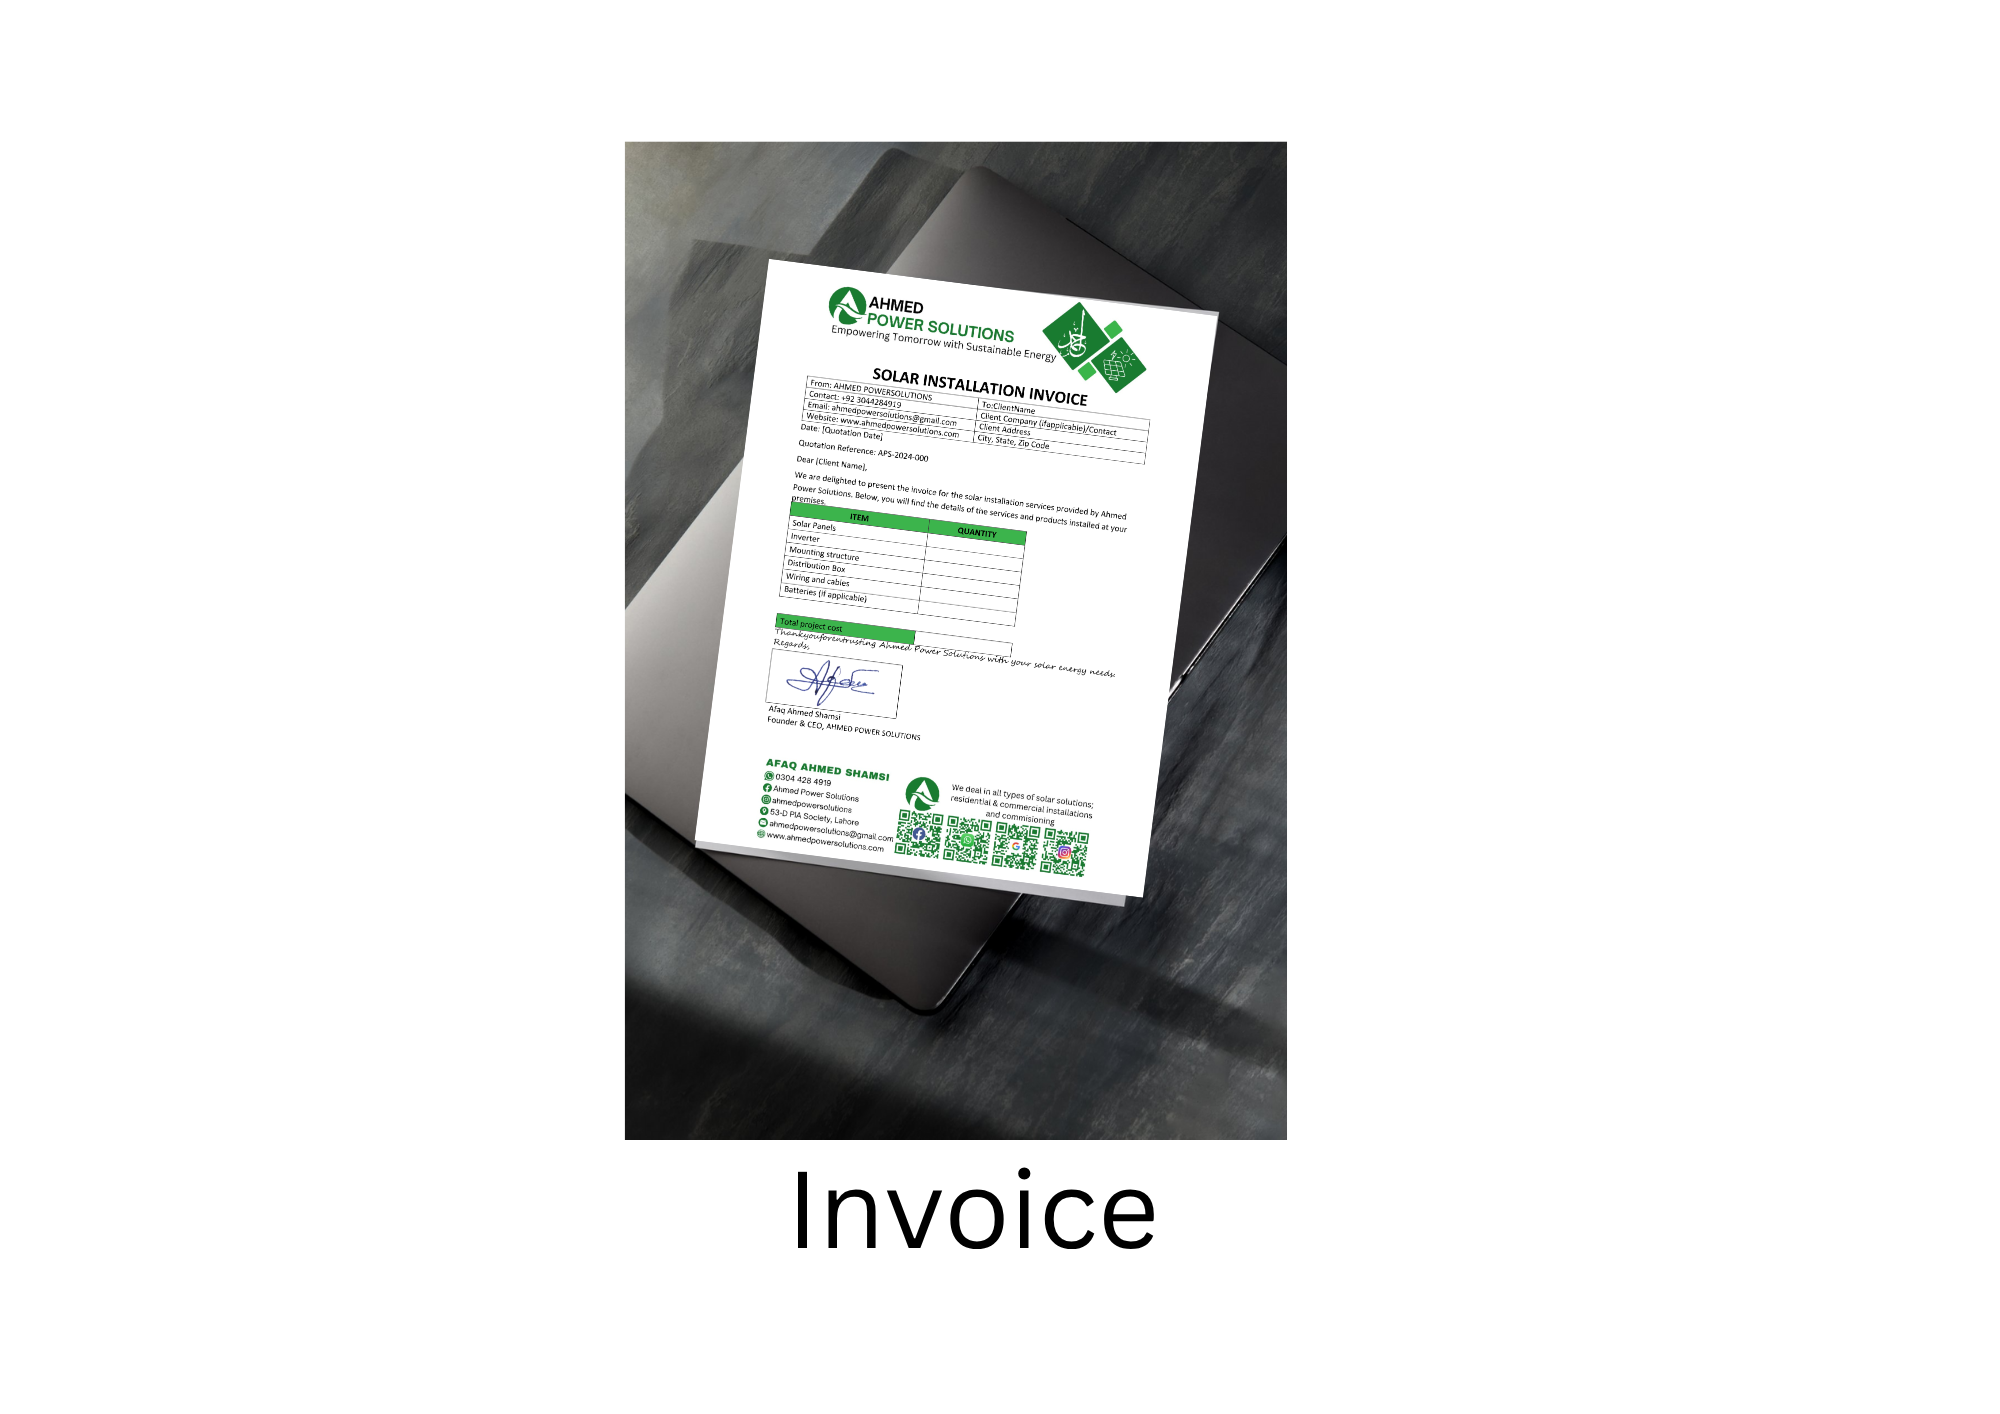 AHMED
POWER SOLUTIONS
Empowering Tomorrow with Sustainable Energy
SOLAR INSTALLATION INVOICE
From: AHMED POWERSOLUTIONS
Contact: +92 3044284919
Email: ahmedpowersolutions@gmail.com
Website: www.ahmedpowersolutions.com
To:ClientName
Client Company (ifapplicable)/Contact
Client Address
City, State, Zip Code
Date: [Quotation Date]
Quotation Reference: APS-2024-000
Dear [Client Name],
We are delighted to present the invoice for the solar installation services provided by Ahmed
Power Solutions. Below, you will find the details of the services and products installed at your
premises.
ITEM QUANTITY
Solar Panels
Inverter
Mounting structure
Distribution Box
Wiring and cables
Batteries (if applicable)
Total project cost
Thankyouforentrusting Ahmed Power Solutions with your solar energy needs.
Regards,
Afaq Ahmed Shamsi
Founder & CEO, AHMED POWER SOLUTIONS
AFAQ AHMED SHAMSI
0304 428 4919
Ahmed Power Solutions
ahmedpowersolutions
53-D PIA Society, Lahore
ahmedpowersolutions@gmail.com
www.ahmedpowersolutions.com
We deal in all types of solar solutions;
residential & commercial installations
and commisioning
Invoice